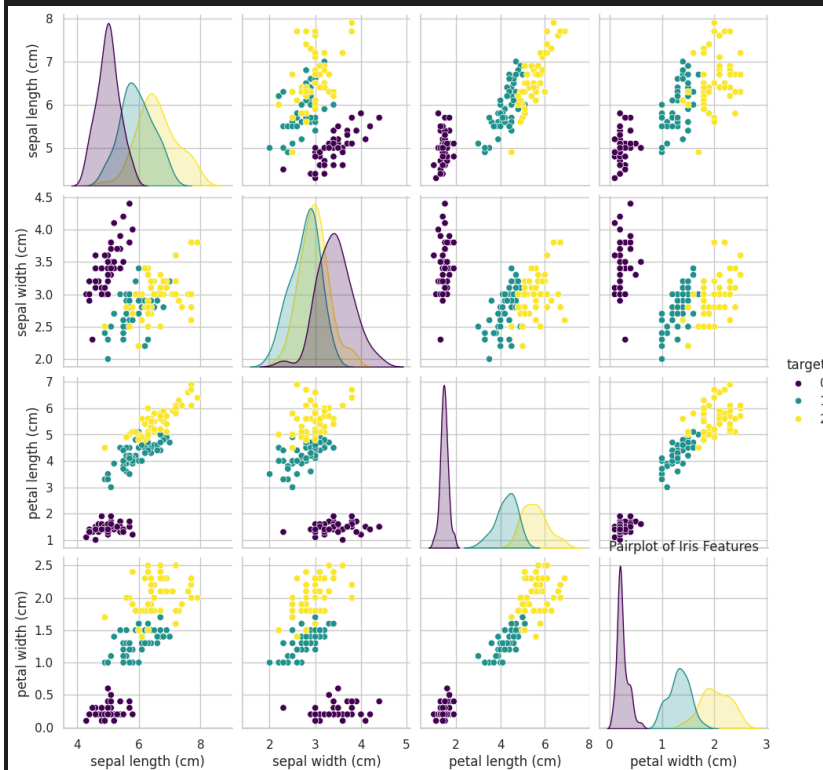 8
7
6
5
sepal length (cm)
4.5
4.0
3.5
3.0
2.5
2.0
sepal width (cm)
target
0
1
2
7
6
5
4
3
2
1
petal length (cm)
Pairplot of Iris Features
2.5
2.0
1.5
1.0
0.5
0.0
petal width (cm)
4 6 8
2 3 4 5
2 4 6 8
0 1 2 3
sepal length (cm)
sepal width (cm)
petal length (cm)
petal width (cm)